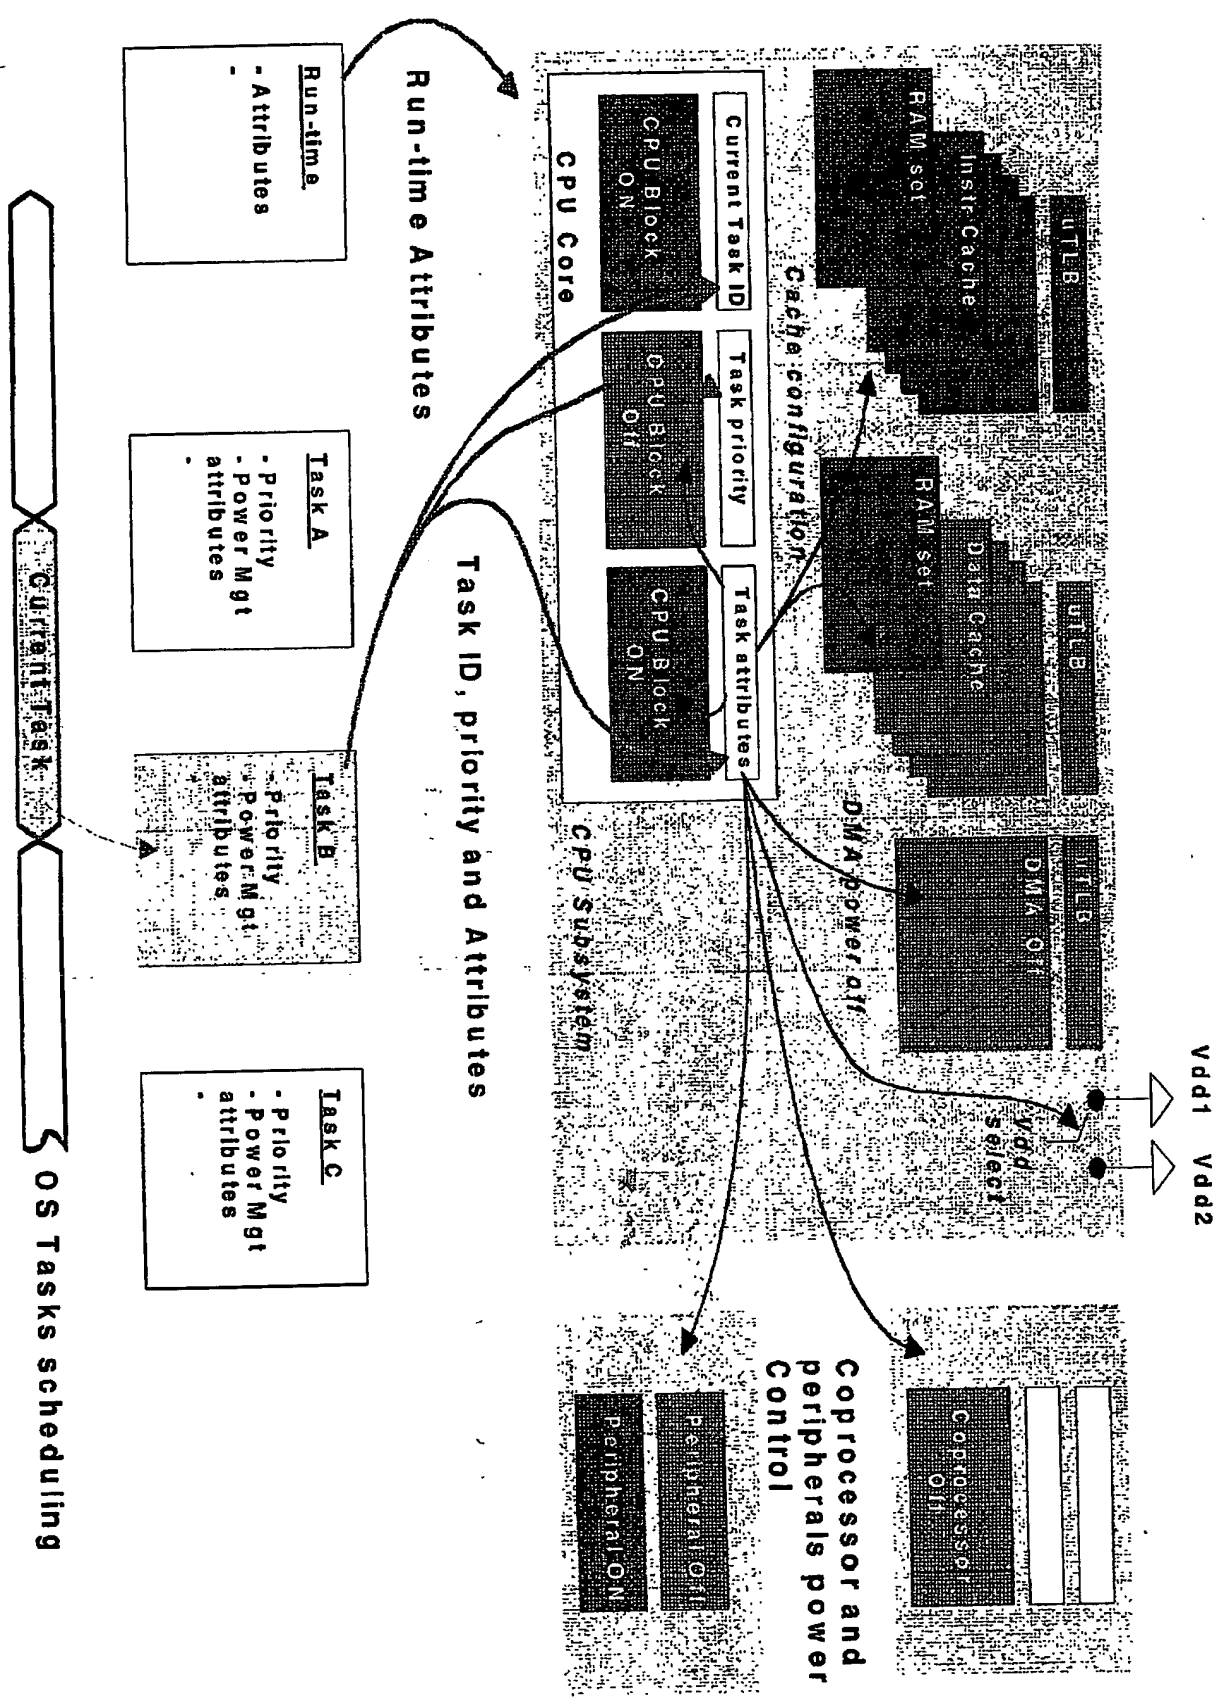 Vdd1
Vdd2
uTLB
Instr Cache
RAM set
uTLB
Data Cache
RAM set
uTLB
DMA Off
Vdd
select
Cache configuration
DMA power off
Current Task ID
Task priority
Task attributes
CPU Block
ON
CPU Block
Off
CPU Block
ON
CPU Core
CPU Subsystem
Coprocessor
Off
Coprocessor and
peripherals power
Control
Peripheral Off
Peripheral ON
Run-time Attributes
Task ID, priority and Attributes
Run-time
- Attributes
-
Task A
- Priority
- Power Mgt
attributes
-
Task B
- Priority
- Power Mgt
attributes
Task C
- Priority
- Power Mgt
attributes
-
Current Task
OS Tasks scheduling